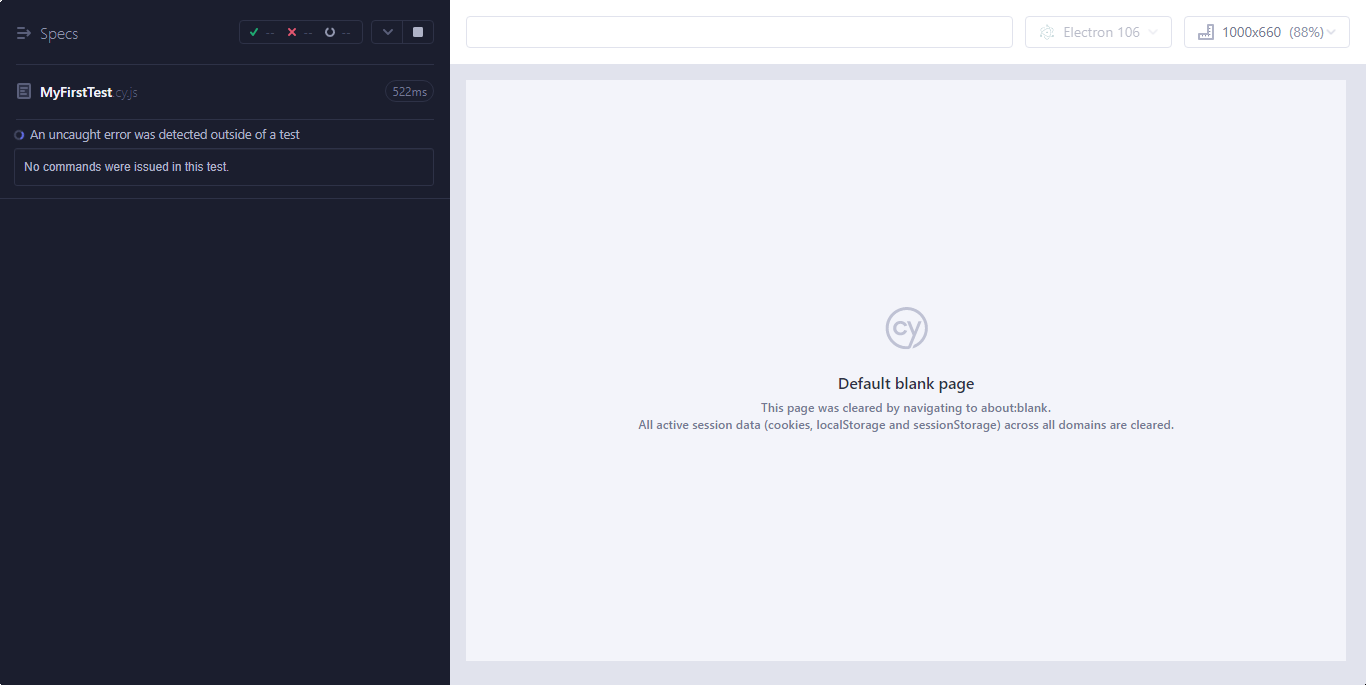 Specs
-- -- --
MyFirstTest.cy.js
522ms
An uncaught error was detected outside of a test
No commands were issued in this test.
Electron 106
1000x660 (88%)
cy
Default blank page
This page was cleared by navigating to about:blank.
All active session data (cookies, localStorage and sessionStorage) across all domains are cleared.